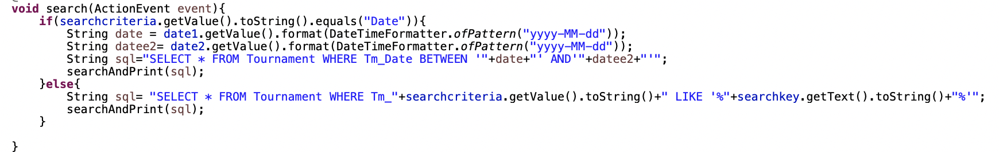 void search(ActionEvent event){
if(searchcriteria.getValue().toString().equals("Date")){
String date = date1.getValue().format(DateTimeFormatter.ofPattern("yyyy-MM-dd"));
String datee2= date2.getValue().format(DateTimeFormatter.ofPattern("yyyy-MM-dd"));
String sql="SELECT * FROM Tournament WHERE Tm_Date BETWEEN '"+date+"' AND'"+datee2+"'";
searchAndPrint(sql);
}else{
String sql= "SELECT * FROM Tournament WHERE Tm_"+searchcriteria.getValue().toString()+" LIKE '%"+searchkey.getText().toString()+"%'";
searchAndPrint(sql);
}
}